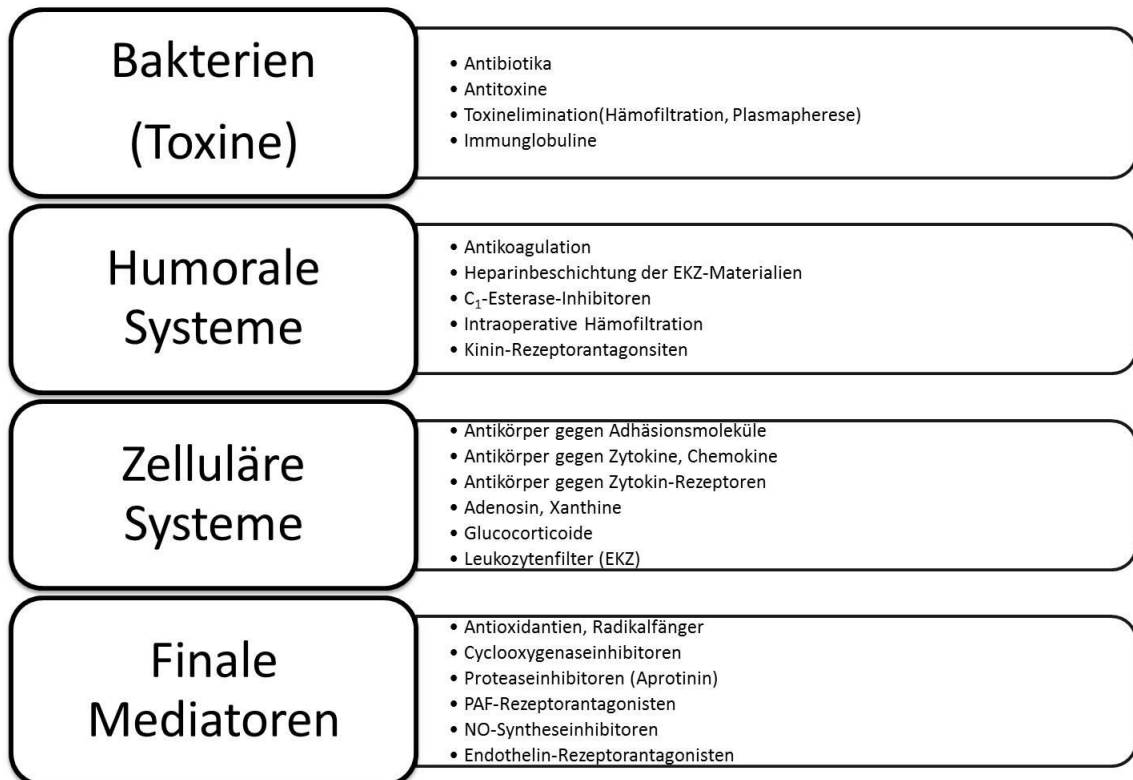 Bakterien
(Toxine)
• Antibiotika
• Antitoxine
• Toxinelimination(Hämofiltration, Plasmapherese)
• Immunglobuline
Humorale
Systeme
• Antikoagulation
• Heparinbeschichtung der EKZ-Materialien
• C₁-Esterase-Inhibitoren
• Intraoperative Hämofiltration
• Kinin-Rezeptorantagonsiten
Zelluläre
Systeme
• Antikörper gegen Adhäsionsmoleküle
• Antikörper gegen Zytokine, Chemokine
• Antikörper gegen Zytokin-Rezeptoren
• Adenosin, Xanthine
• Glucocorticoide
• Leukozytenfilter (EKZ)
Finale
Mediatoren
• Antioxidantien, Radikalfänger
• Cyclooxygenaseinhibitoren
• Proteaseinhibitoren (Aprotinin)
• PAF-Rezeptorantagonisten
• NO-Syntheseinhibitoren
• Endothelin-Rezeptorantagonisten